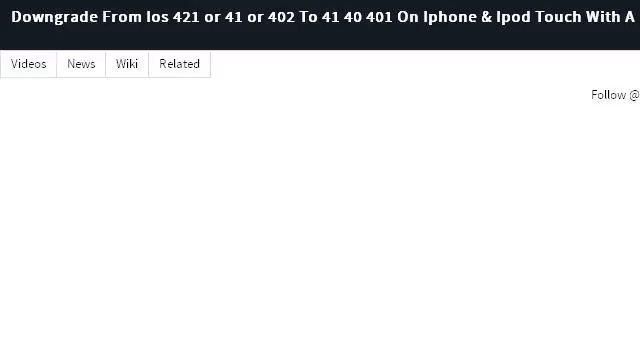 Downgrade From Ios 421 or 41 or 402 To 41 40 401 On Iphone & Ipod Touch With A
Videos News Wiki Related
Follow @